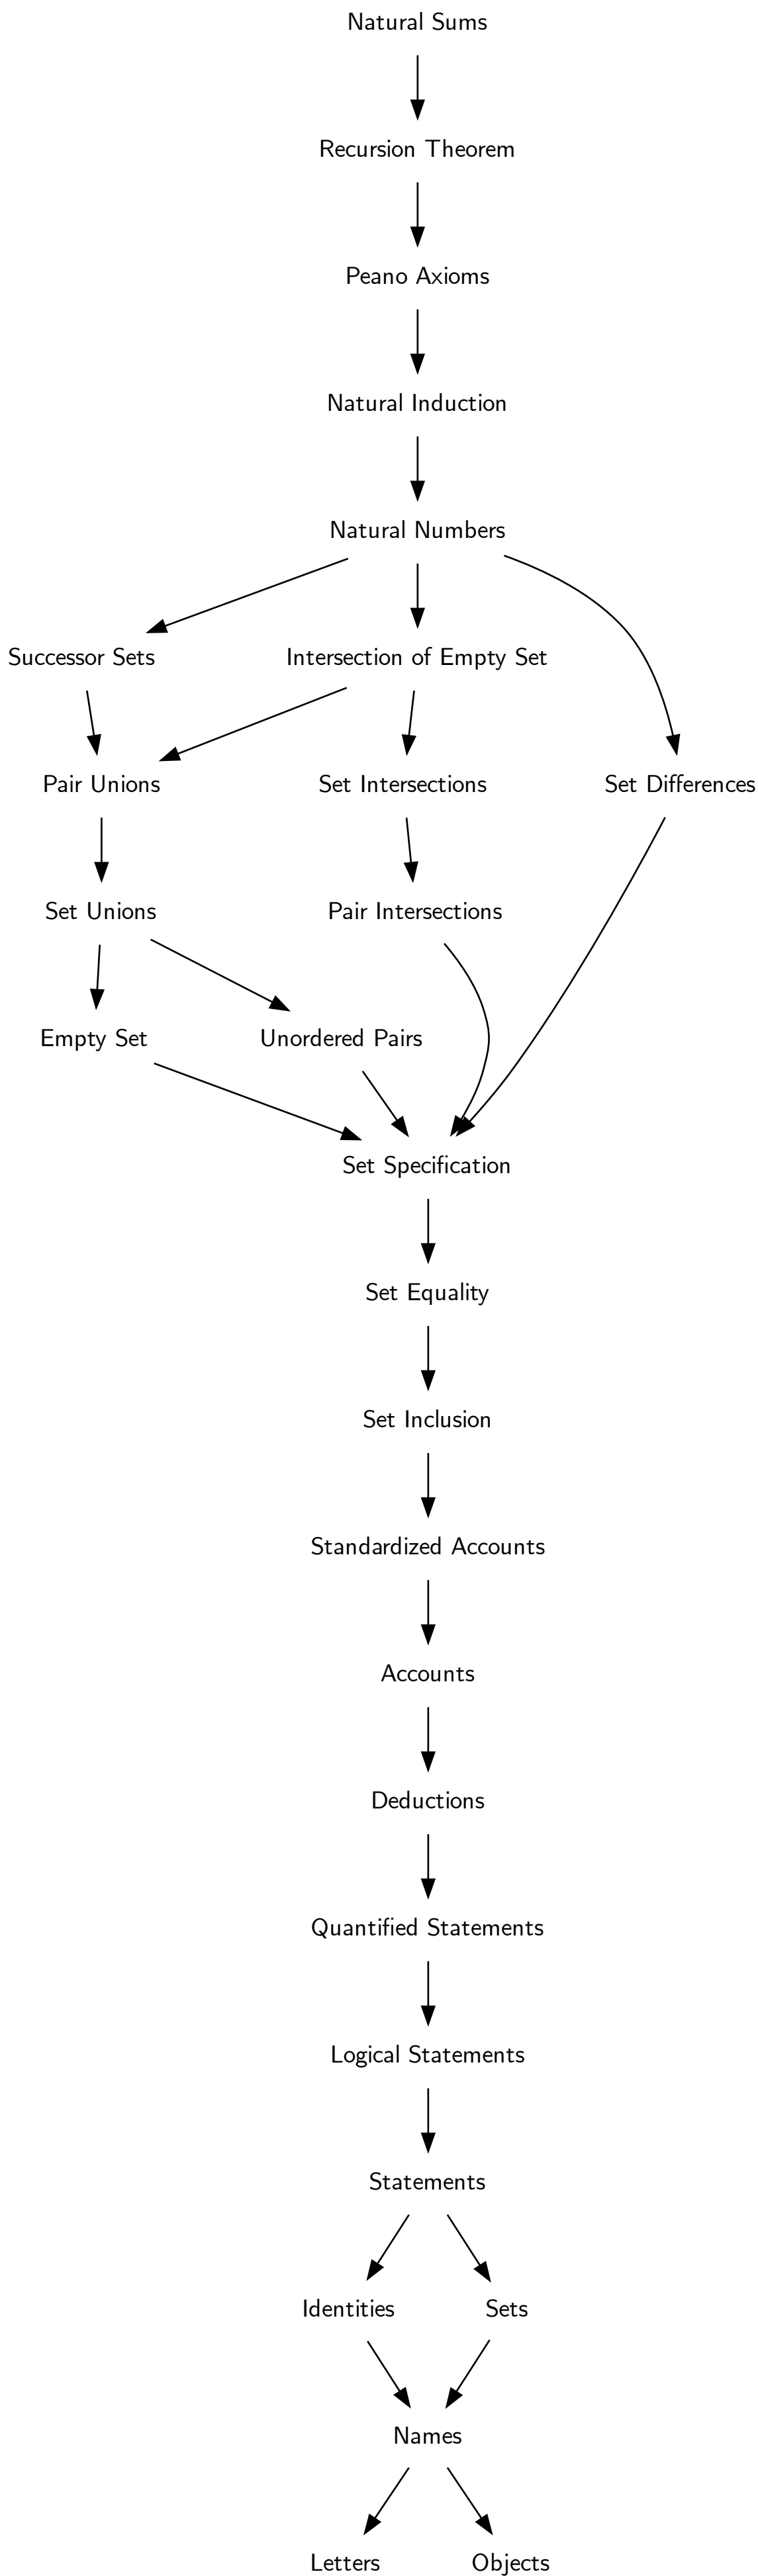 Natural Sums
Recursion Theorem
Peano Axioms
Natural Induction
Natural Numbers
Successor Sets
Intersection of Empty Set
Pair Unions
Set Intersections
Set Differences
Set Unions
Pair Intersections
Empty Set
Unordered Pairs
Set Specification
Set Equality
Set Inclusion
Standardized Accounts
Accounts
Deductions
Quantified Statements
Logical Statements
Statements
Identities
Sets
Names
Letters
Objects